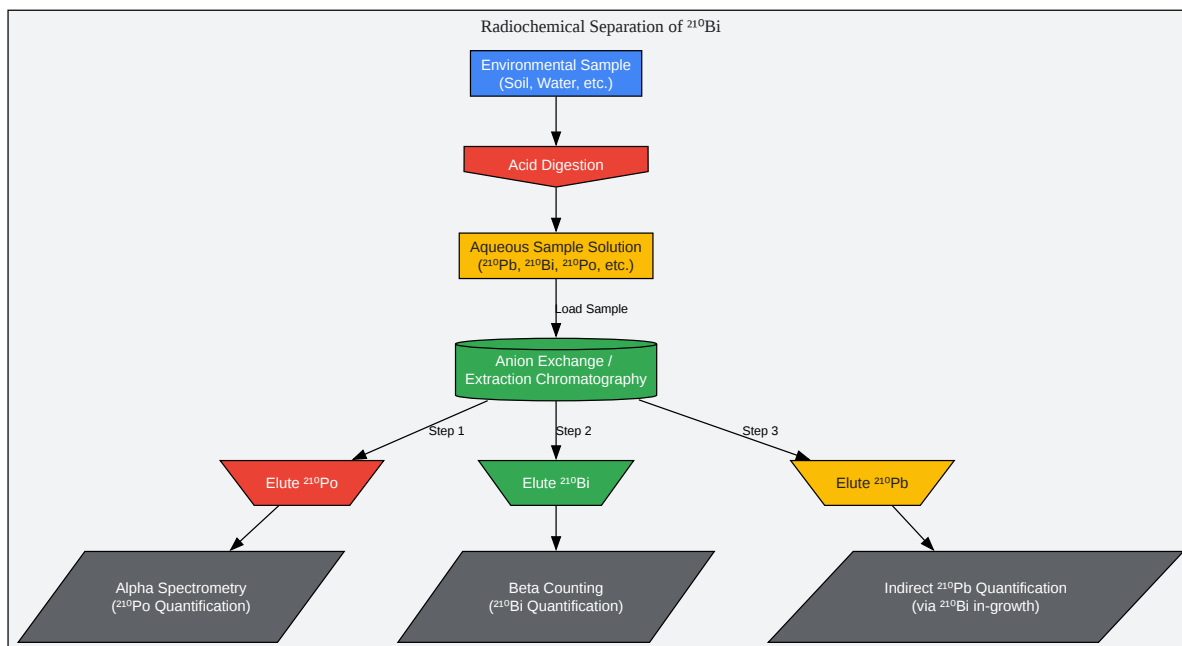 Radiochemical Separation of ²¹⁰Bi
Environmental Sample
(Soil, Water, etc.)
Acid Digestion
Aqueous Sample Solution
(²¹⁰Pb, ²¹⁰Bi, ²¹⁰Po, etc.)
Load Sample
Anion Exchange /
Extraction Chromatography
Step 1
Step 2
Step 3
Elute ²¹⁰Po
Elute ²¹⁰Bi
Elute ²¹⁰Pb
Alpha Spectrometry
(²¹⁰Po Quantification)
Beta Counting
(²¹⁰Bi Quantification)
Indirect ²¹⁰Pb Quantification
(via ²¹⁰Bi in-growth)